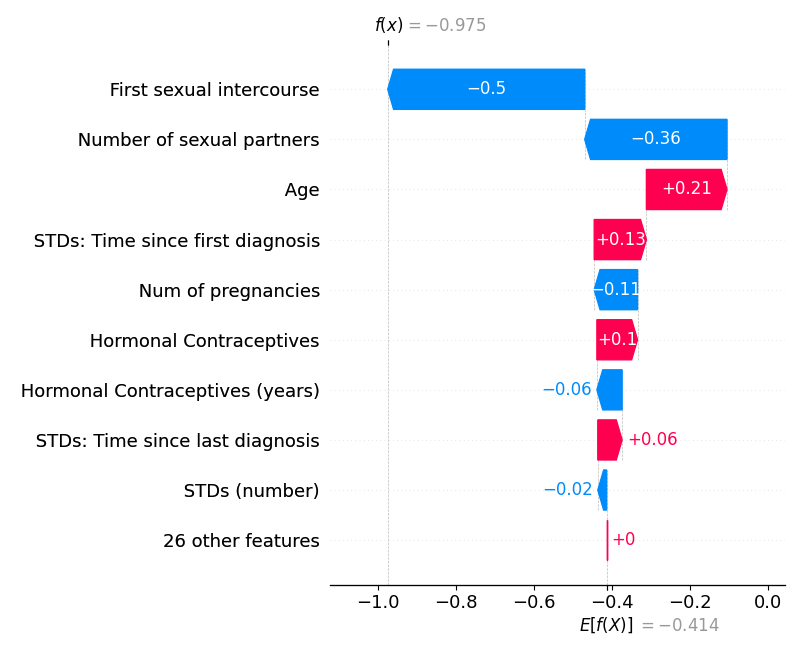 f(x) = −0.975
First sexual intercourse −0.5
Number of sexual partners −0.36
Age +0.21
STDs: Time since first diagnosis +0.13
Num of pregnancies −0.11
Hormonal Contraceptives +0.1
Hormonal Contraceptives (years) −0.06
STDs: Time since last diagnosis +0.06
STDs (number) −0.02
26 other features +0
−1.0 −0.8 −0.6 −0.4 −0.2 0.0
E[f(X)] = −0.414